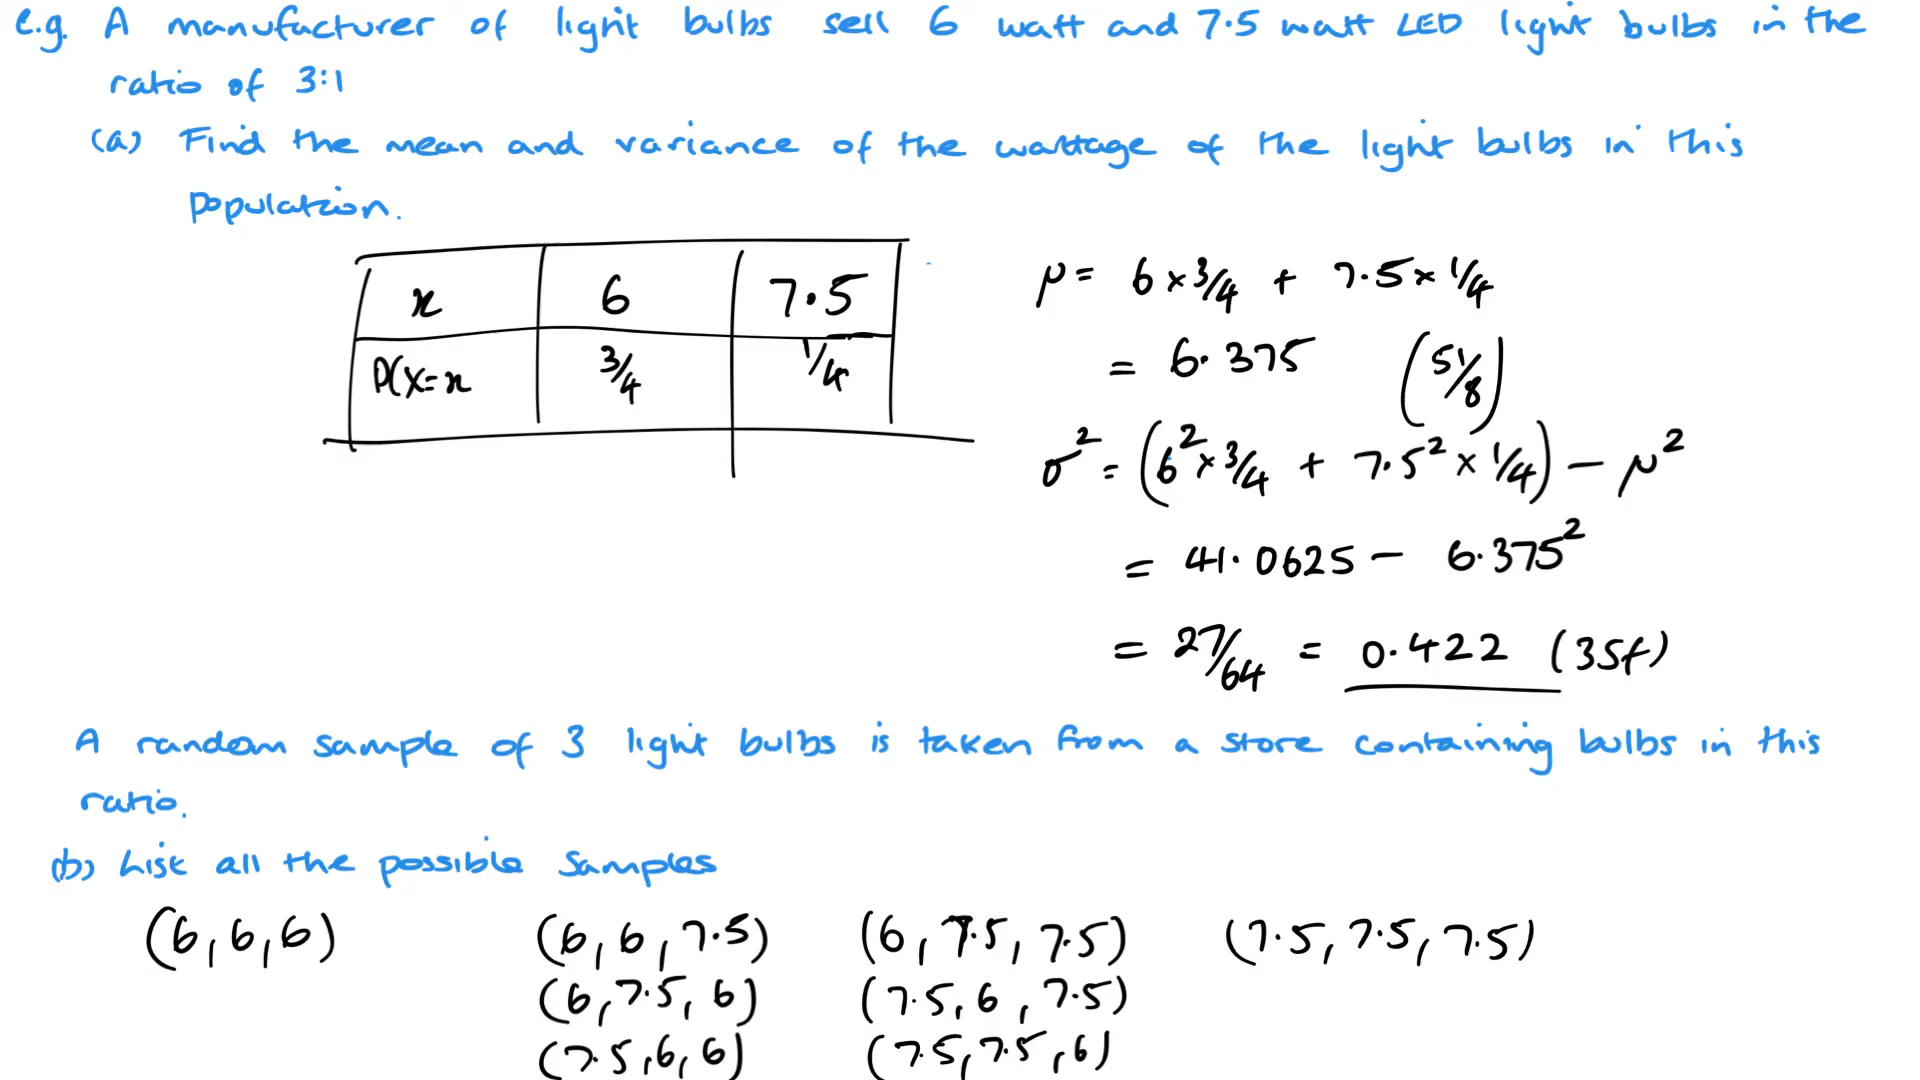 e.g. A manufacturer of light bulbs sell 6 watt and 7.5 watt LED light bulbs in the
ratio of 3:1
(a) Find the mean and variance of the wattage of the light bulbs in this
population.
x 6 7.5
P(X=x 3/4 1/4
μ = 6 × 3/4 + 7.5 × 1/4
= 6.375 (51/8)
σ² = (6² × 3/4 + 7.5² × 1/4) − μ²
= 41.0625 − 6.375²
= 27/64 = 0.422 (3sf)
A random sample of 3 light bulbs is taken from a store containing bulbs in this
ratio.
(b) List all the possible samples
(6,6,6) (6,6,7.5) (6,7.5,7.5) (7.5,7.5,7.5)
(6,7.5,6) (7.5,6,7.5)
(7.5,6,6) (7.5,7.5,6)